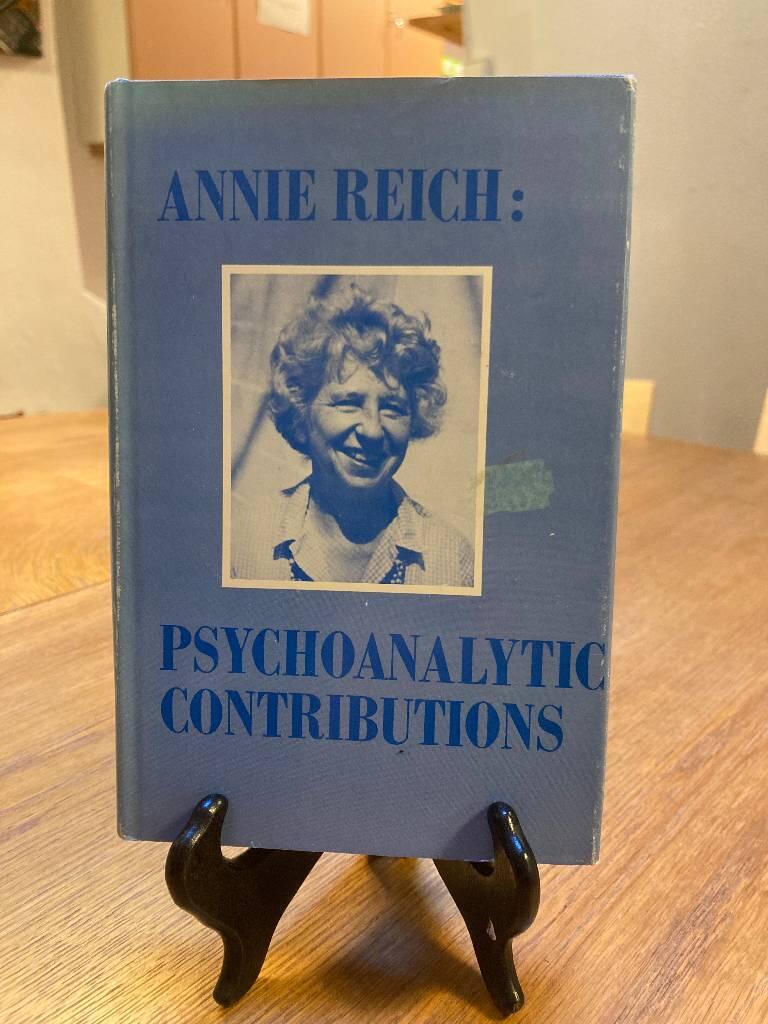 ANNIE REICH:
PSYCHOANALYTIC
CONTRIBUTIONS